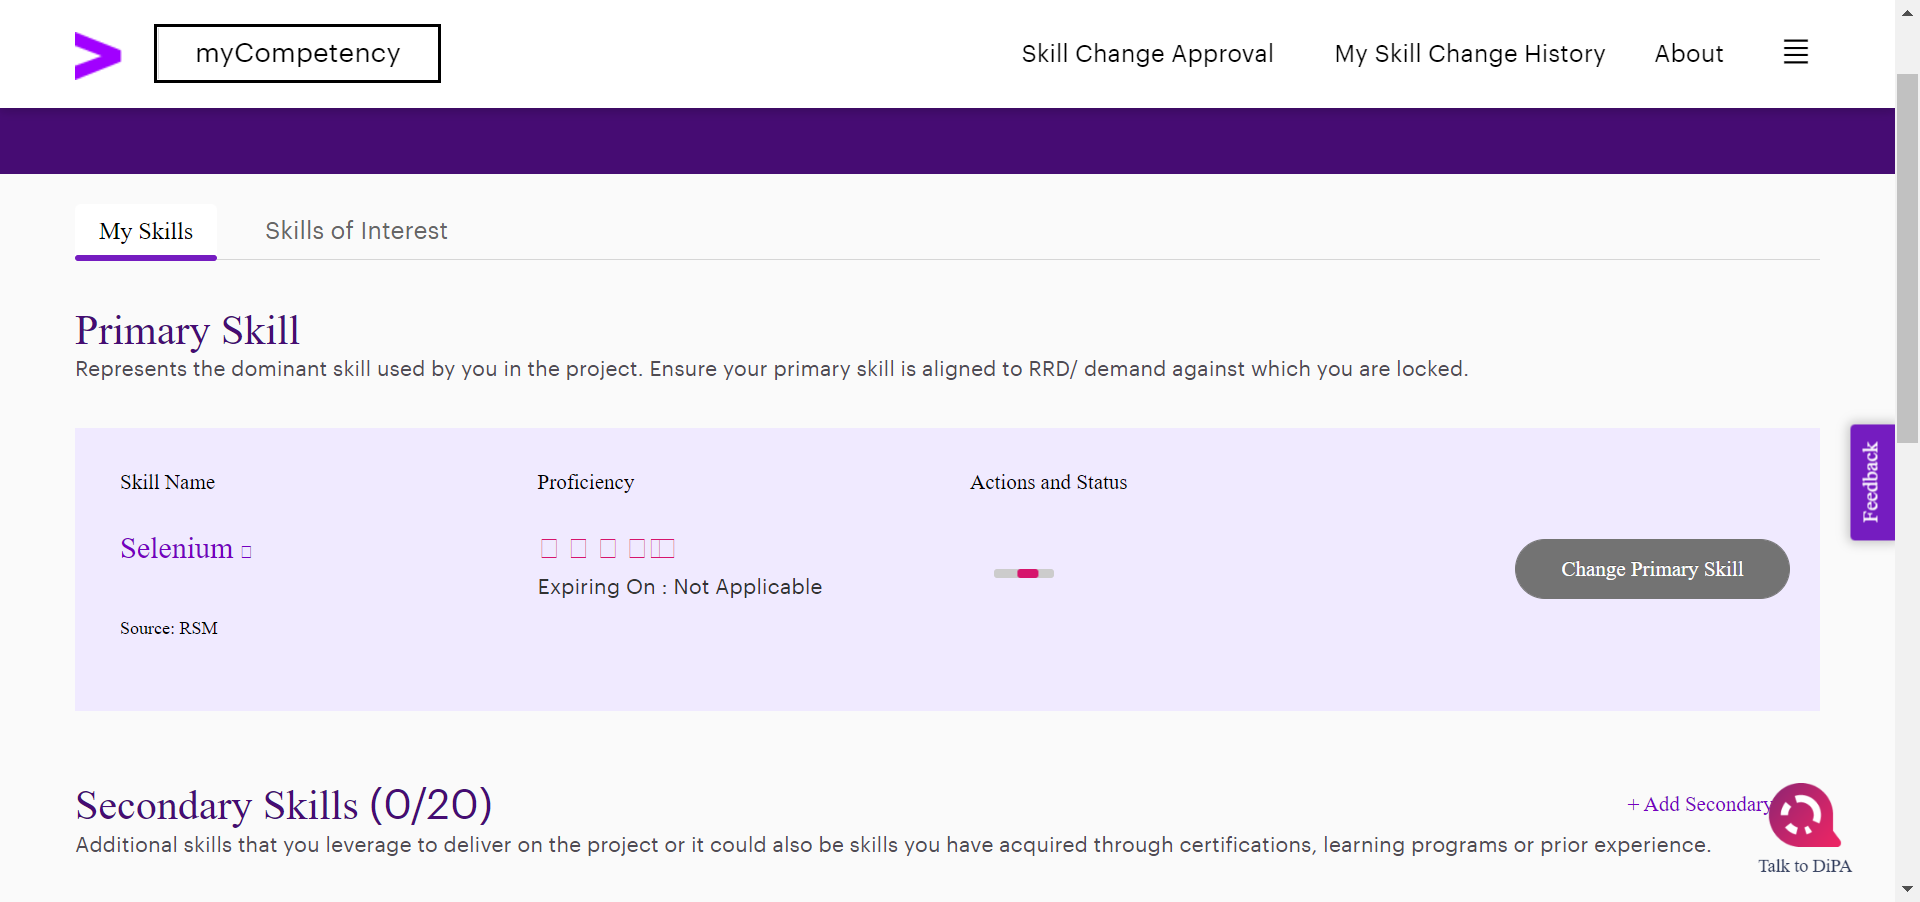 myCompetency
Skill Change Approval
My Skill Change History
About
My Skills
Skills of Interest
Primary Skill
Represents the dominant skill used by you in the project. Ensure your primary skill is aligned to RRD/ demand against which you are locked.
Skill Name
Proficiency
Actions and Status
Selenium
Expiring On : Not Applicable
Change Primary Skill
Source: RSM
Feedback
Secondary Skills (0/20)
+ Add Secondary
Additional skills that you leverage to deliver on the project or it could also be skills you have acquired through certifications, learning programs or prior experience.
Talk to DiPA